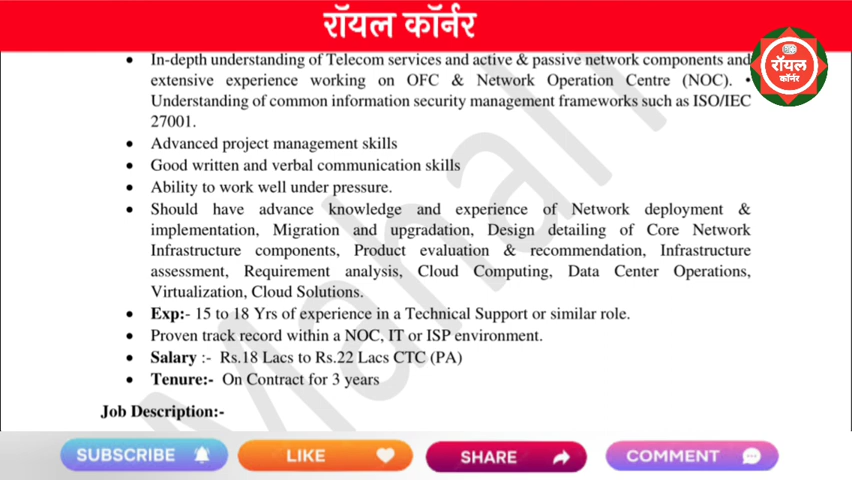 रॉयल कॉर्नर
रॉयल
कॉर्नर
• In-depth understanding of Telecom services and active & passive network components and
extensive experience working on OFC & Network Operation Centre (NOC). •
Understanding of common information security management frameworks such as ISO/IEC
27001.
• Advanced project management skills
• Good written and verbal communication skills
• Ability to work well under pressure.
• Should have advance knowledge and experience of Network deployment &
implementation, Migration and upgradation, Design detailing of Core Network
Infrastructure components, Product evaluation & recommendation, Infrastructure
assessment, Requirement analysis, Cloud Computing, Data Center Operations,
Virtualization, Cloud Solutions.
• Exp:- 15 to 18 Yrs of experience in a Technical Support or similar role.
• Proven track record within a NOC, IT or ISP environment.
• Salary :- Rs.18 Lacs to Rs.22 Lacs CTC (PA)
• Tenure:- On Contract for 3 years
Job Description:-
SUBSCRIBE
LIKE
SHARE
COMMENT